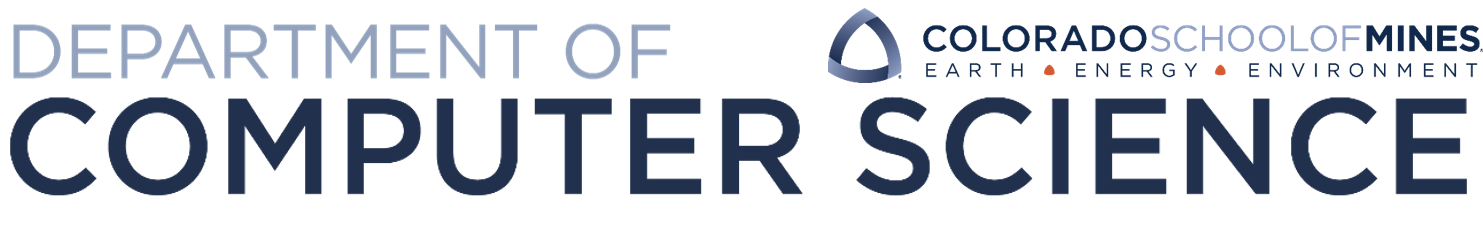 DEPARTMENT OF
COLORADOSCHOOLOFMINES
EARTH • ENERGY • ENVIRONMENT
COMPUTER SCIENCE